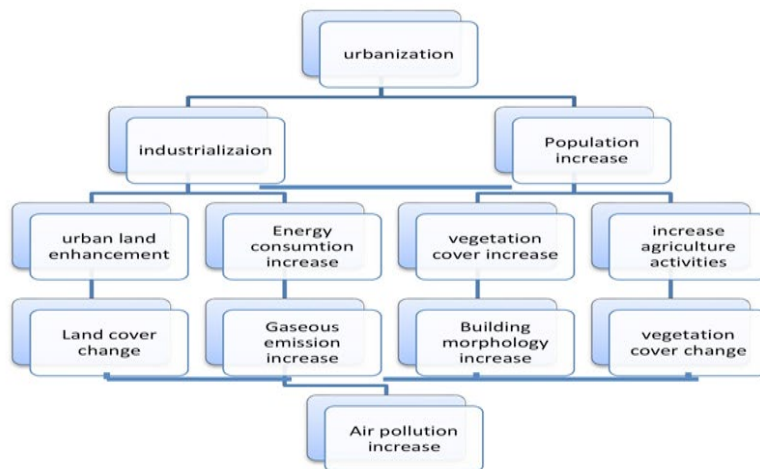 urbanization
industrializaion
Population
increase
urban land
enhancement
Energy
consumtion
increase
vegetation
cover increase
increase
agriculture
activities
Land cover
change
Gaseous
emission
increase
Building
morphology
increase
vegetation
cover change
Air pollution
increase